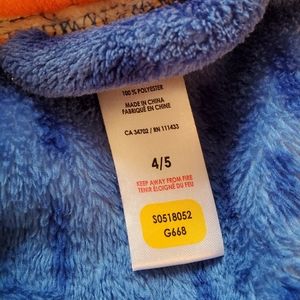 100 % POLYESTER
MADE IN CHINA
FABRIQUÉ EN CHINE
CA 34702 / RN 111433
4/5
KEEP AWAY FROM FIRE
TENIR ÉLOIGNÉ DU FEU
S0518052
G668